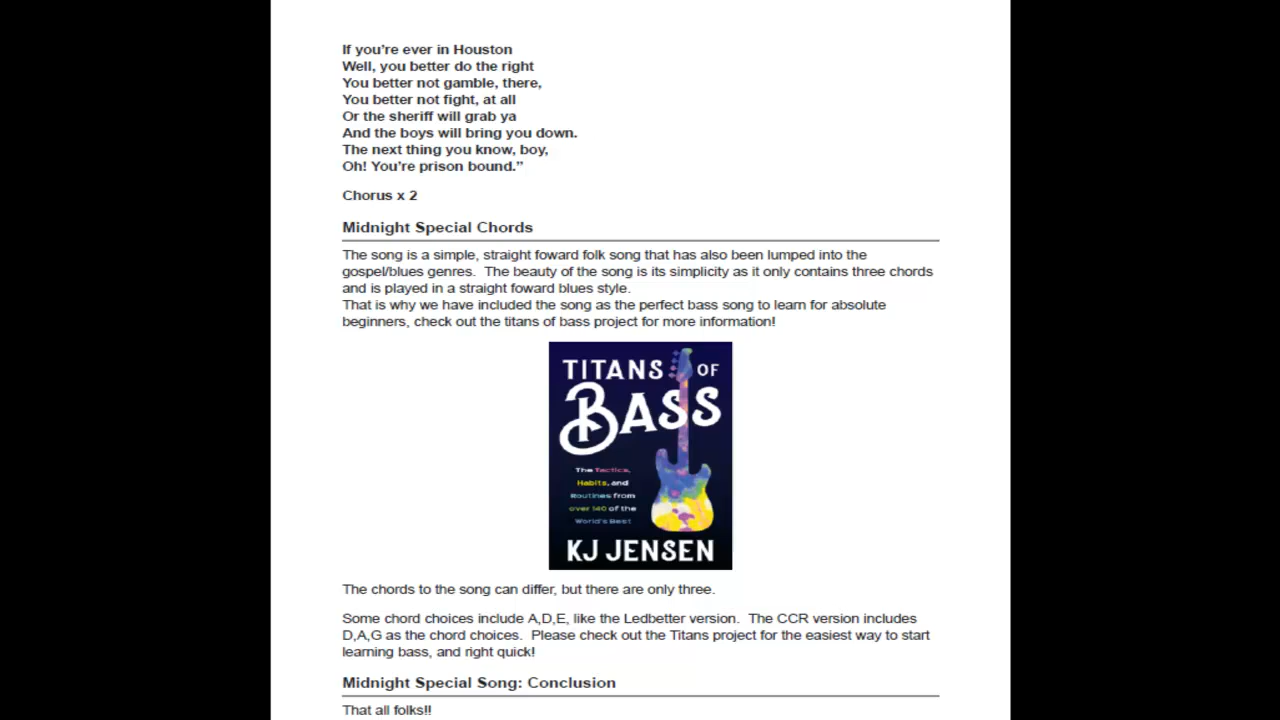 If you're ever in Houston
Well, you better do the right
You better not gamble, there,
You better not fight, at all
Or the sheriff will grab ya
And the boys will bring you down.
The next thing you know, boy,
Oh! You're prison bound.”
Chorus x 2
Midnight Special Chords
The song is a simple, straight foward folk song that has also been lumped into the
gospel/blues genres.  The beauty of the song is its simplicity as it only contains three chords
and is played in a straight foward blues style.
That is why we have included the song as the perfect bass song to learn for absolute
beginners, check out the titans of bass project for more information!
TITANS OF
BASS
The Tactics,
Habits, and
Routines from
over 140 of the
World's Best
KJ JENSEN
The chords to the song can differ, but there are only three.
Some chord choices include A,D,E, like the Ledbetter version.  The CCR version includes
D,A,G as the chord choices.  Please check out the Titans project for the easiest way to start
learning bass, and right quick!
Midnight Special Song: Conclusion
That all folks!!